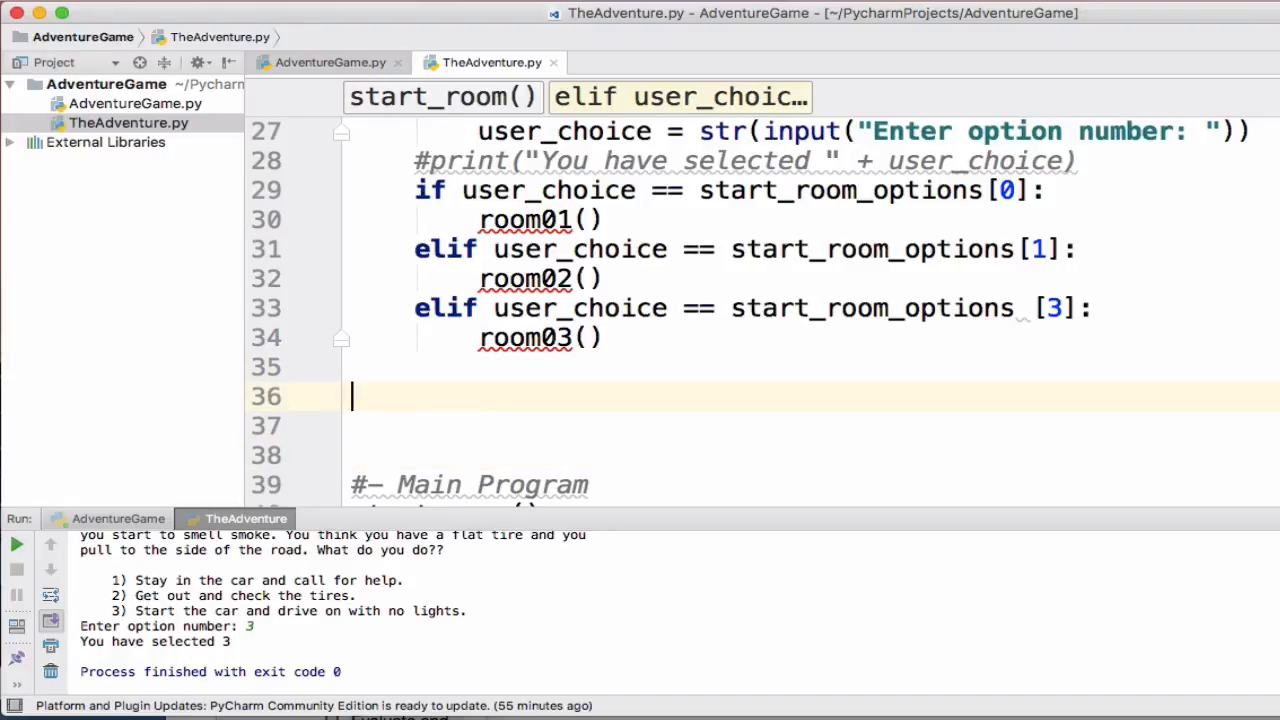 TheAdventure.py - AdventureGame - [~/PycharmProjects/AdventureGame]
AdventureGame TheAdventure.py
Project AdventureGame.py TheAdventure.py
AdventureGame ~/Pycharm
AdventureGame.py
TheAdventure.py
External Libraries
start_room() elif user_choic…
27 user_choice = str(input("Enter option number: "))
28 #print("You have selected " + user_choice)
29 if user_choice == start_room_options[0]:
30 room01()
31 elif user_choice == start_room_options[1]:
32 room02()
33 elif user_choice == start_room_options [3]:
34 room03()
35
36
37
38
39 #- Main Program
Run: AdventureGame TheAdventure
you start to smell smoke. You think you have a flat tire and you
pull to the side of the road. What do you do??
1) Stay in the car and call for help.
2) Get out and check the tires.
3) Start the car and drive on with no lights.
Enter option number: 3
You have selected 3
Process finished with exit code 0
Platform and Plugin Updates: PyCharm Community Edition is ready to update. (55 minutes ago)